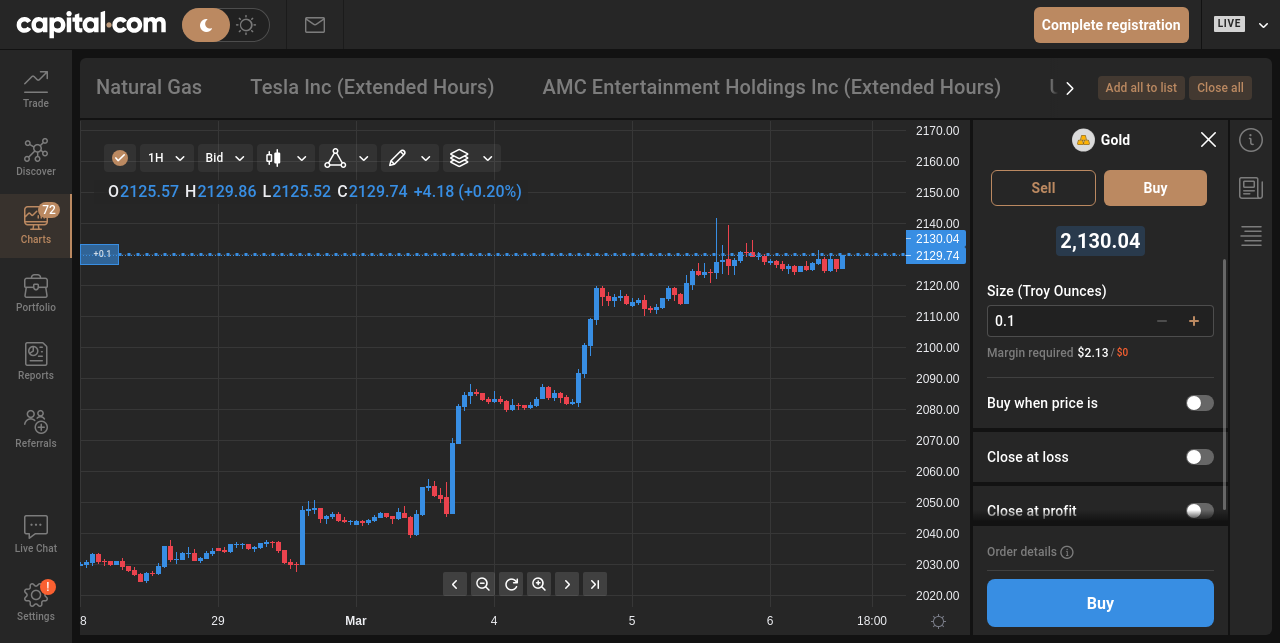 capital.com
Complete registration
LIVE
Trade
Discover
72
Charts
Portfolio
Reports
Referrals
Live Chat
!
Settings
Natural Gas
Tesla Inc (Extended Hours)
AMC Entertainment Holdings Inc (Extended Hours)
Add all to list
Close all
1H
Bid
O2125.57 H2129.86 L2125.52 C2129.74 +4.18 (+0.20%)
+0.1
2170.00
2160.00
2150.00
2140.00
2130.04
2129.74
2120.00
2110.00
2100.00
2090.00
2080.00
2070.00
2060.00
2050.00
2040.00
2030.00
2020.00
8 29 Mar 4 5 6 18:00
Gold
Sell
Buy
2,130.04
Size (Troy Ounces)
0.1
Margin required $2.13 / $0
Buy when price is
Close at loss
Close at profit
Order details
Buy